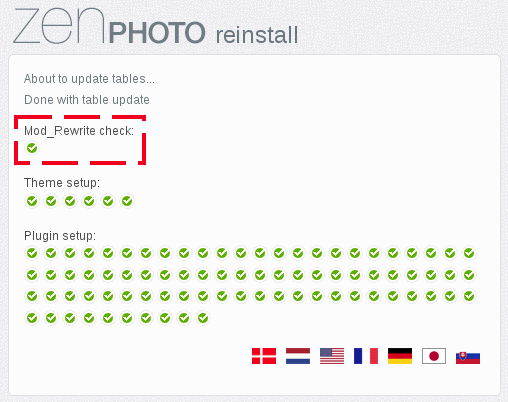 zenPHOTO reinstall
About to update tables...
Done with table update
Mod_Rewrite check:
Theme setup:
Plugin setup: